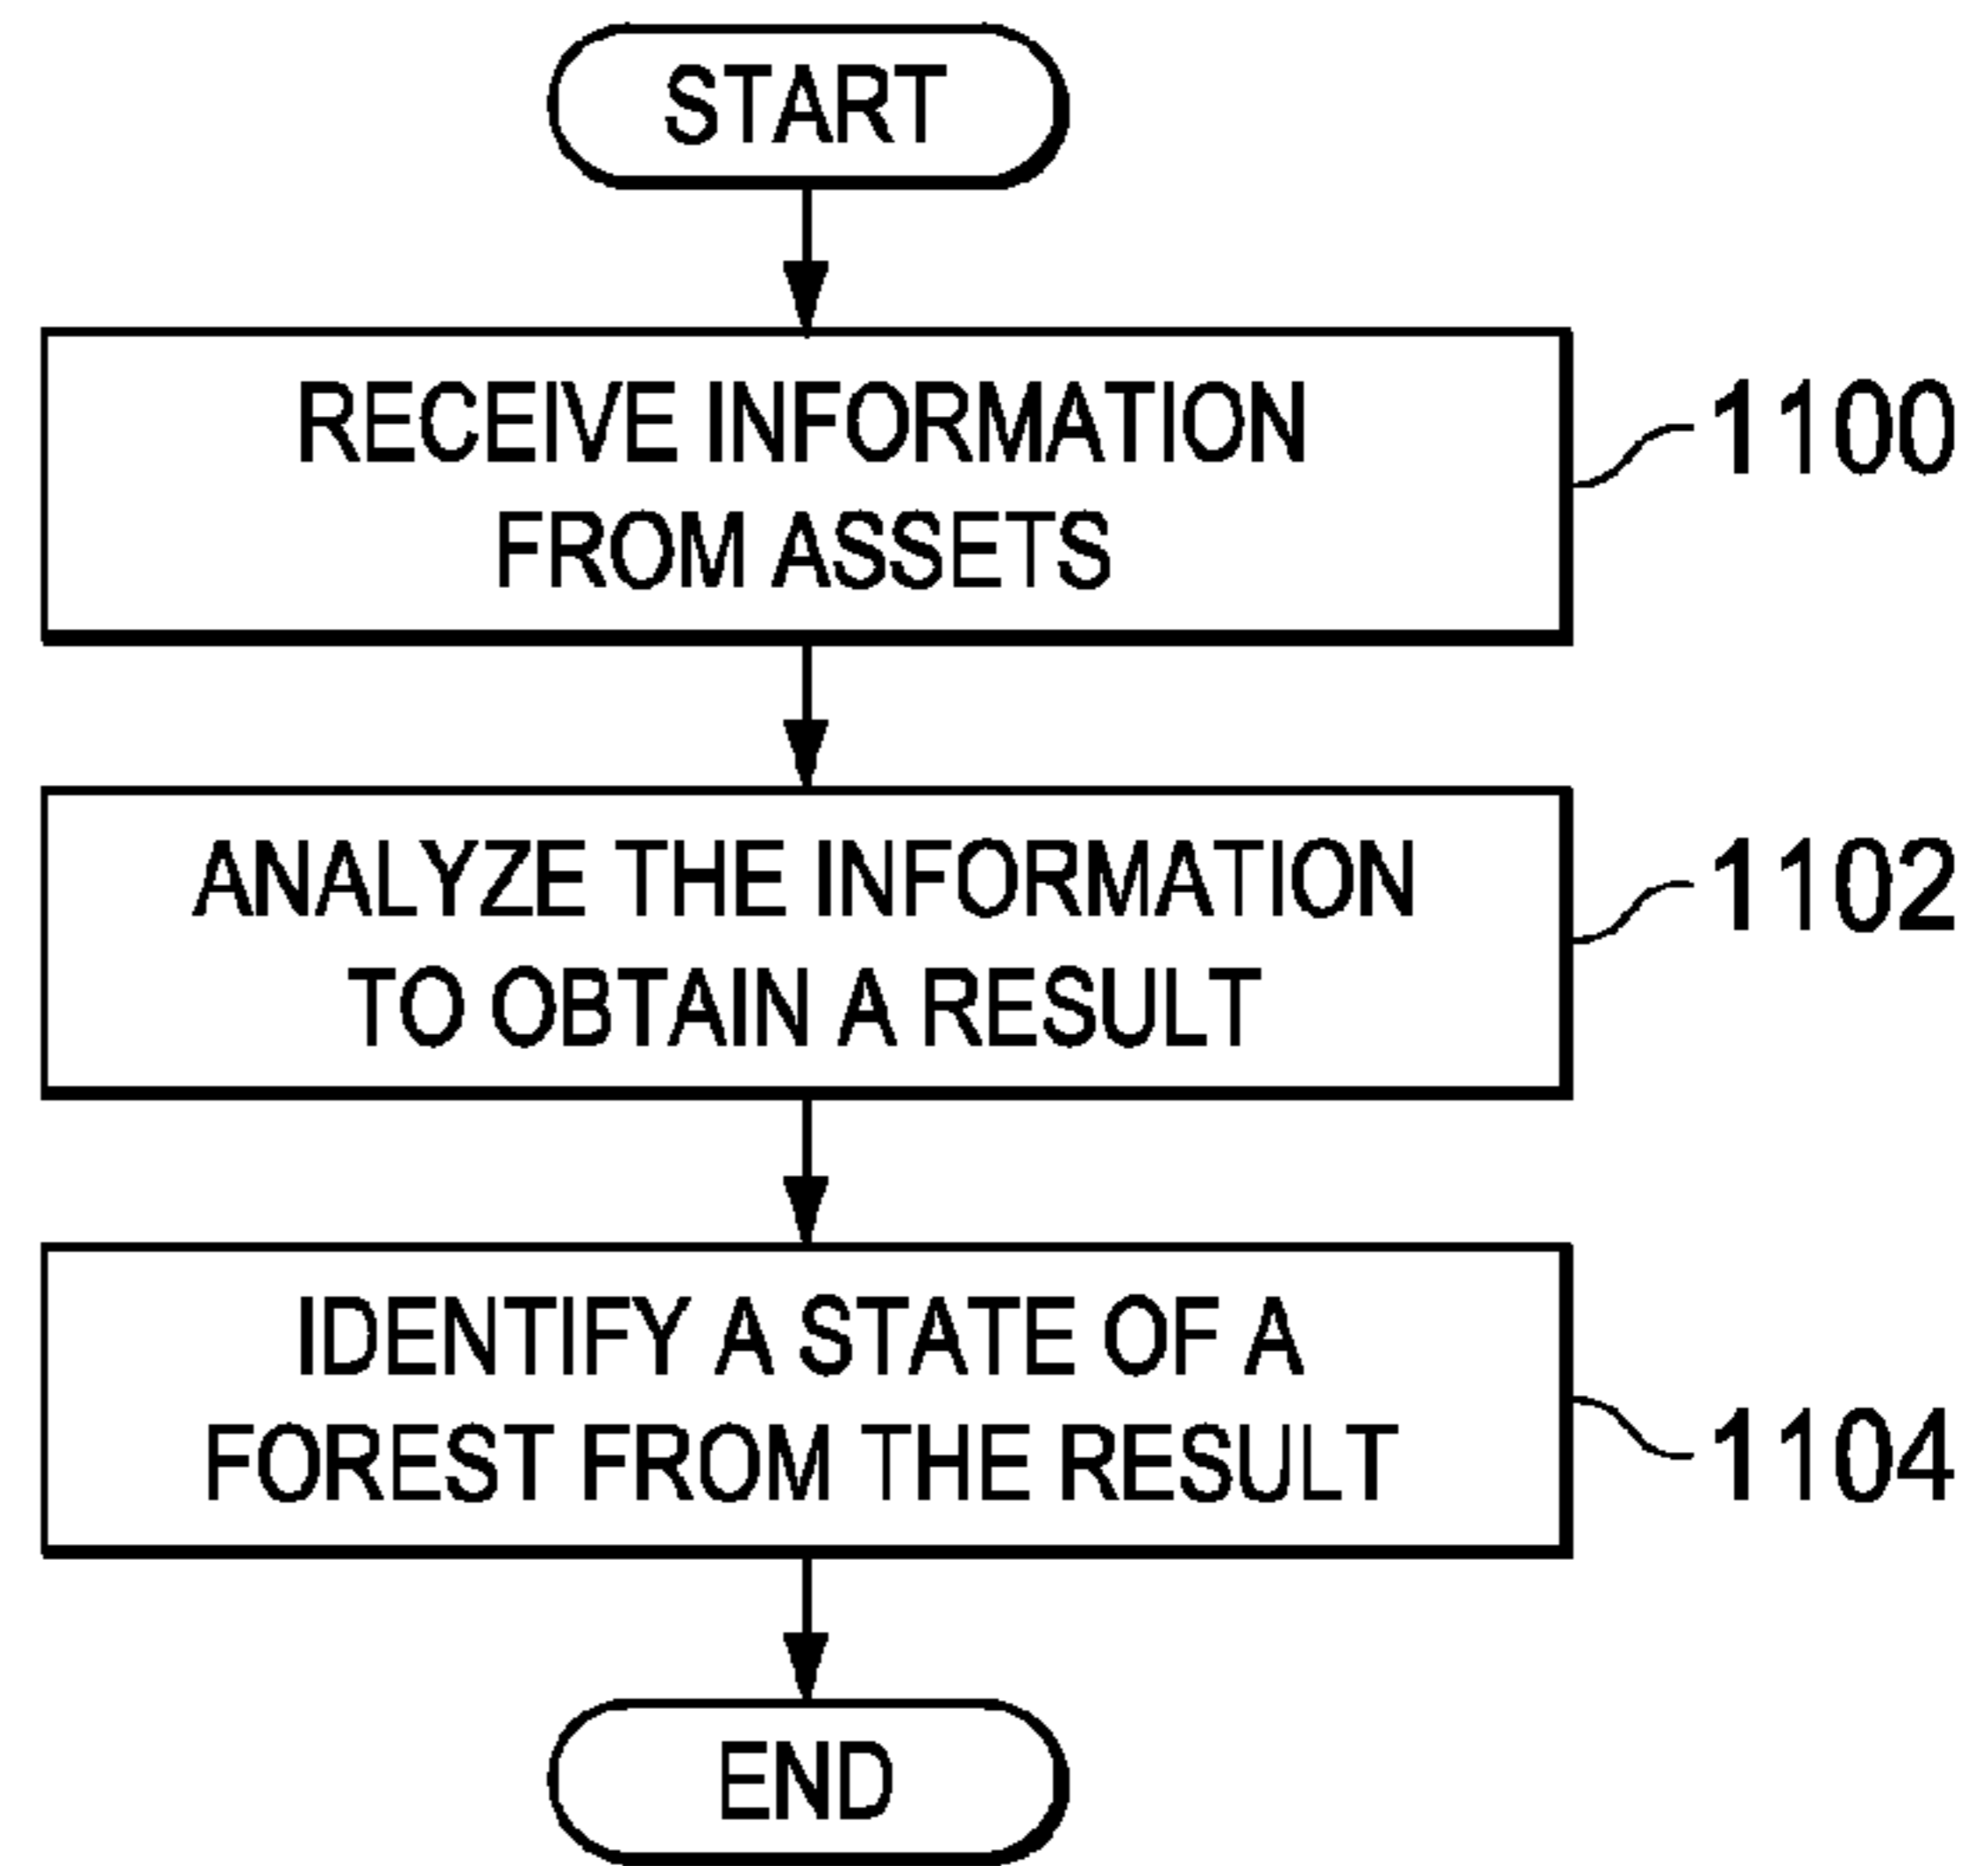 START
RECEIVE INFORMATION
FROM ASSETS
1100
ANALYZE THE INFORMATION
TO OBTAIN A RESULT
1102
IDENTIFY A STATE OF A
FOREST FROM THE RESULT
1104
END